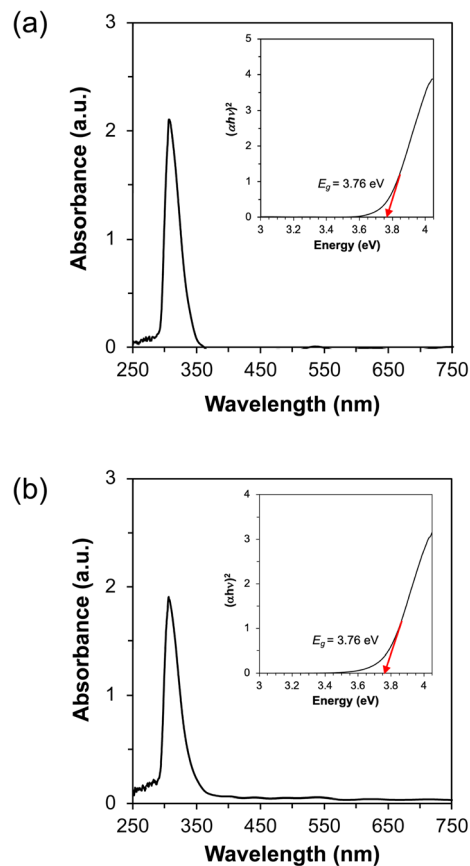 (a)
3
2
1
0
Absorbance (a.u.)
250 350 450 550 650 750
Wavelength (nm)
5
4
3
2
1
0
(αhν)²
E𝑔 = 3.76 eV
3 3.2 3.4 3.6 3.8 4
Energy (eV)
(b)
3
2
1
0
Absorbance (a.u.)
250 350 450 550 650 750
Wavelength (nm)
4
3
2
1
0
(αhν)²
E𝑔 = 3.76 eV
3 3.2 3.4 3.6 3.8 4
Energy (eV)